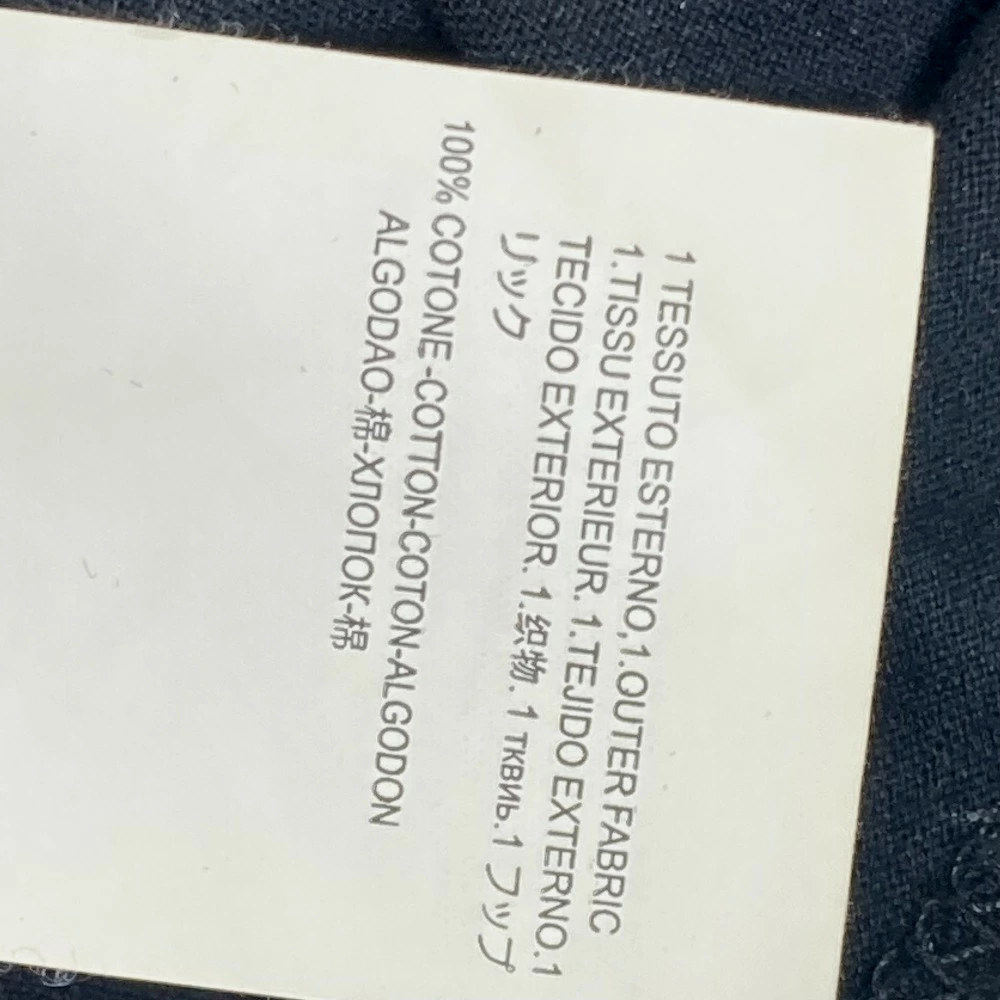 1 TESSUTO ESTERNO,1.OUTER FABRIC
1.TISSU EXTERIEUR. 1.TEJIDO EXTERNO.1
TECIDO EXTERIOR. 1.织物. 1 тквиь.1 フップ
リック
100% COTONE-COTTON-COTON-ALGODON
ALGODAO-棉-ХЛОПОК-棉